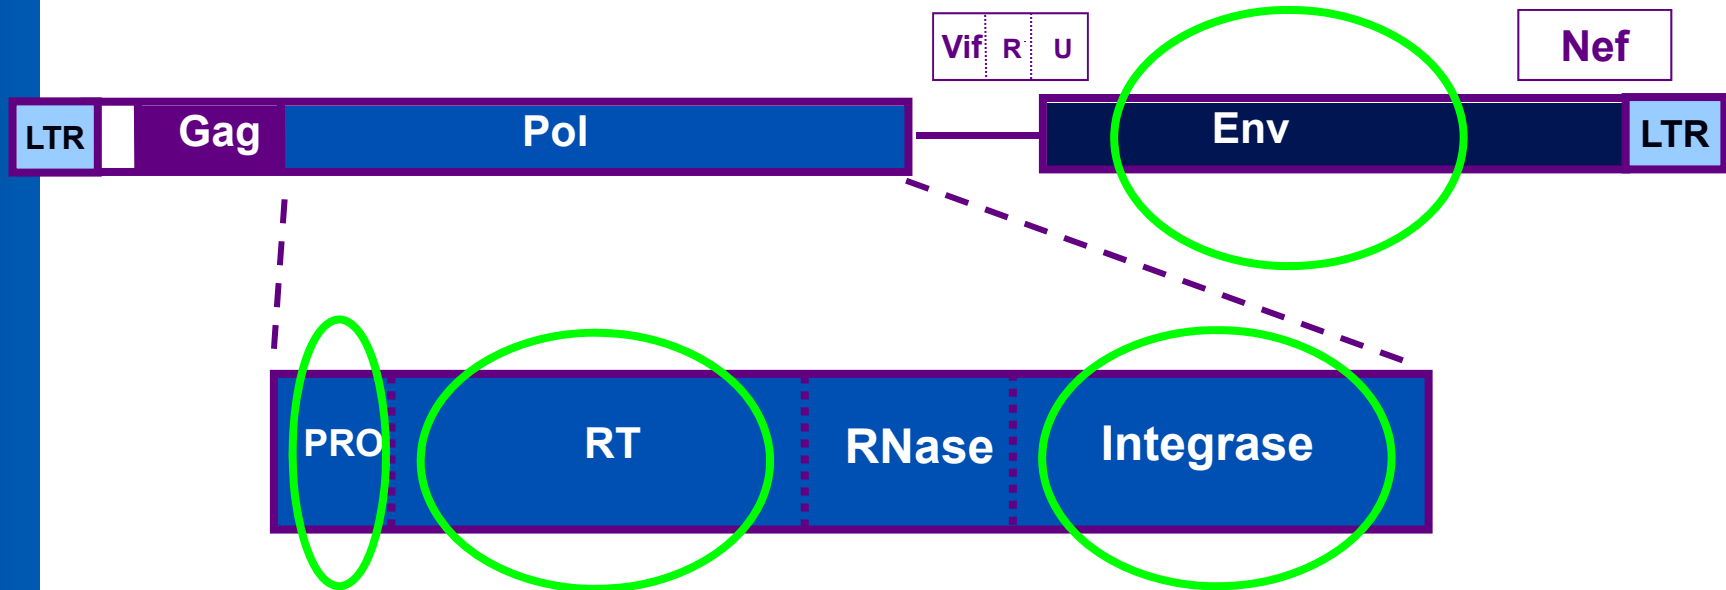 Vif R U
Nef
LTR Gag Pol Env LTR
PRO RT RNase Integrase